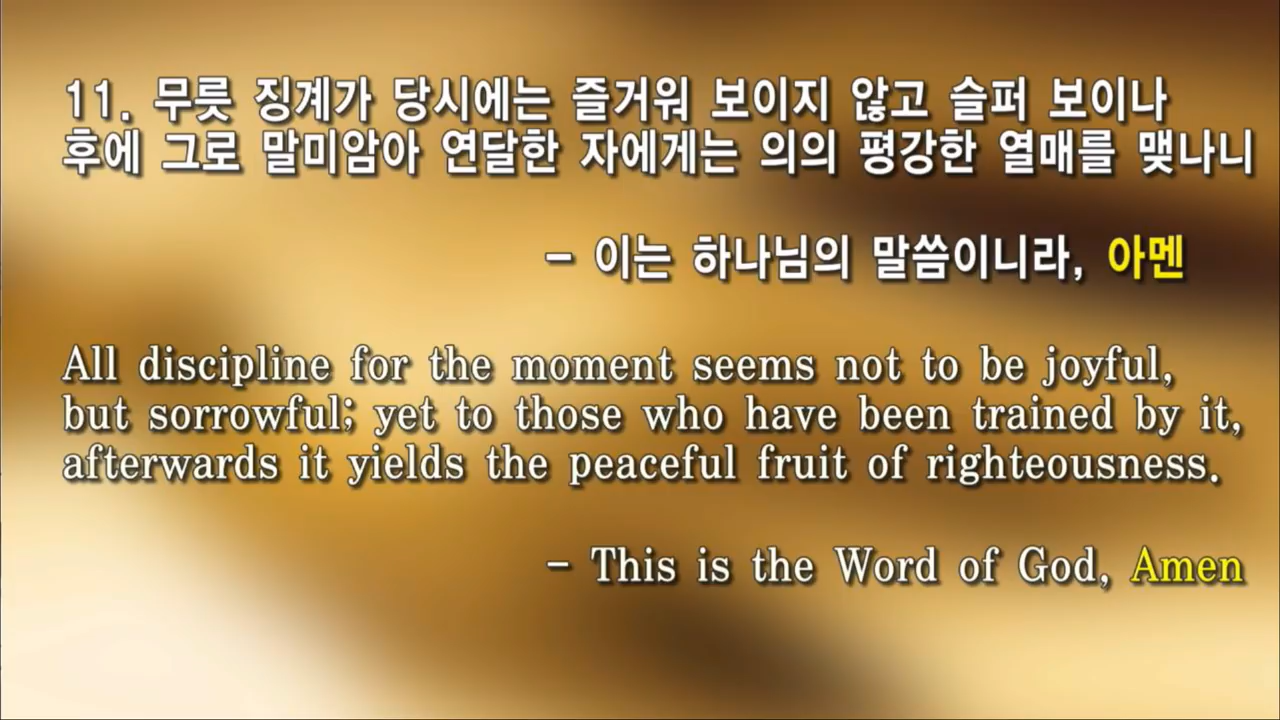 11. 무릇 징계가 당시에는 즐거워 보이지 않고 슬퍼 보이나
후에 그로 말미암아 연달한 자에게는 의의 평강한 열매를 맺나니
- 이는 하나님의 말씀이니라, 아멘
All discipline for the moment seems not to be joyful,
but sorrowful; yet to those who have been trained by it,
afterwards it yields the peaceful fruit of righteousness.
- This is the Word of God, Amen